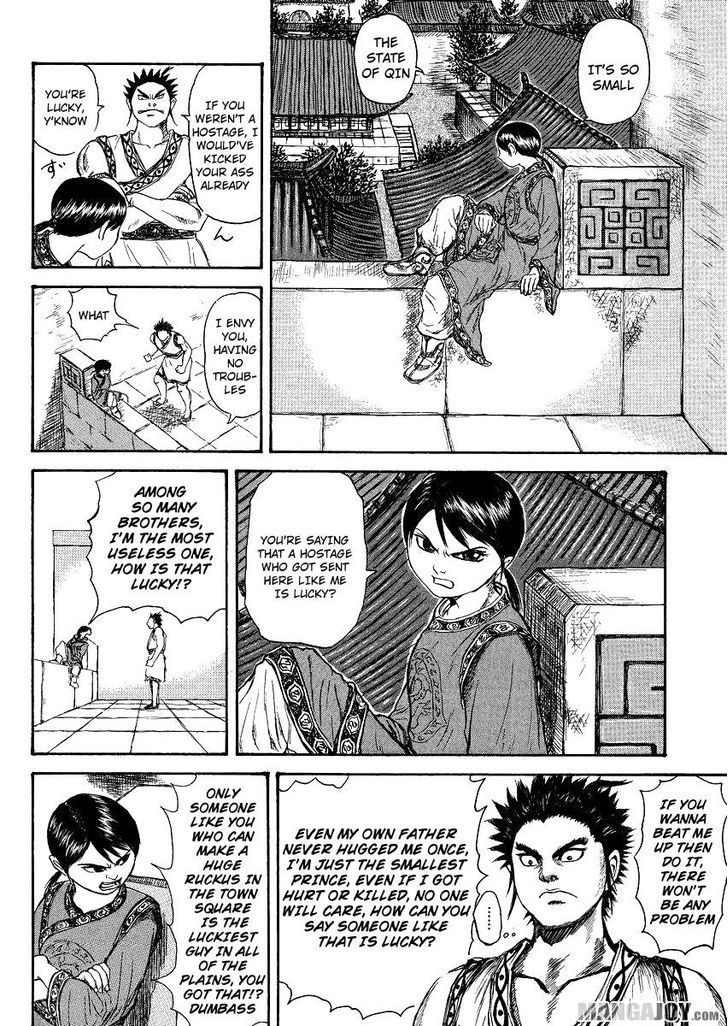 IT'S SO
SMALL
THE
STATE
OF QIN
IF YOU
WEREN'T A
HOSTAGE, I
WOULD'VE
KICKED
YOUR ASS
ALREADY
YOU'RE
LUCKY,
Y'KNOW
ず
ん
I ENVY
YOU,
HAVING
NO
TROUB-
LES
WHAT
YOU'RE SAYING
THAT A HOSTAGE
WHO GOT SENT
HERE LIKE ME
IS LUCKY?
AMONG
SO MANY
BROTHERS,
I'M THE MOST
USELESS ONE,
HOW IS THAT
LUCKY!?
IF YOU
WANNA
BEAT ME
UP THEN
DO IT,
THERE
WON'T
BE ANY
PROBLEM
......
EVEN MY OWN FATHER
NEVER HUGGED ME ONCE,
I'M JUST THE SMALLEST
PRINCE, EVEN IF I GOT
HURT OR KILLED, NO ONE
WILL CARE, HOW CAN YOU
SAY SOMEONE LIKE
THAT IS LUCKY?
ONLY
SOMEONE
LIKE YOU
WHO CAN
MAKE A
HUGE
RUCKUS IN
THE TOWN
SQUARE
IS THE
LUCKIEST
GUY IN ALL
OF THE
PLAINS, YOU
GOT THAT!?
DUMBASS
MANGAJOY.COM